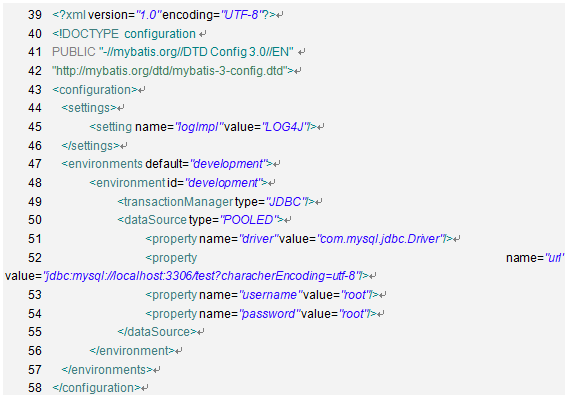 39 <?xml version="1.0" encoding="UTF-8"?>↵
40 <!DOCTYPE configuration↵
41 PUBLIC "-//mybatis.org//DTD Config 3.0//EN"↵
42 "http://mybatis.org/dtd/mybatis-3-config.dtd">↵
43 <configuration>↵
44 <settings>↵
45 <setting name="logImpl" value="LOG4J"/>↵
46 </settings>↵
47 <environments default="development">↵
48 <environment id="development">↵
49 <transactionManager type="JDBC"/>↵
50 <dataSource type="POOLED">↵
51 <property name="driver" value="com.mysql.jdbc.Driver"/>↵
52 <property name="url"
value="jdbc:mysql://localhost:3306/test?characherEncoding=utf-8"/>↵
53 <property name="username" value="root"/>↵
54 <property name="password" value="root"/>↵
55 </dataSource>↵
56 </environment>↵
57 </environments>↵
58 </configuration>↵